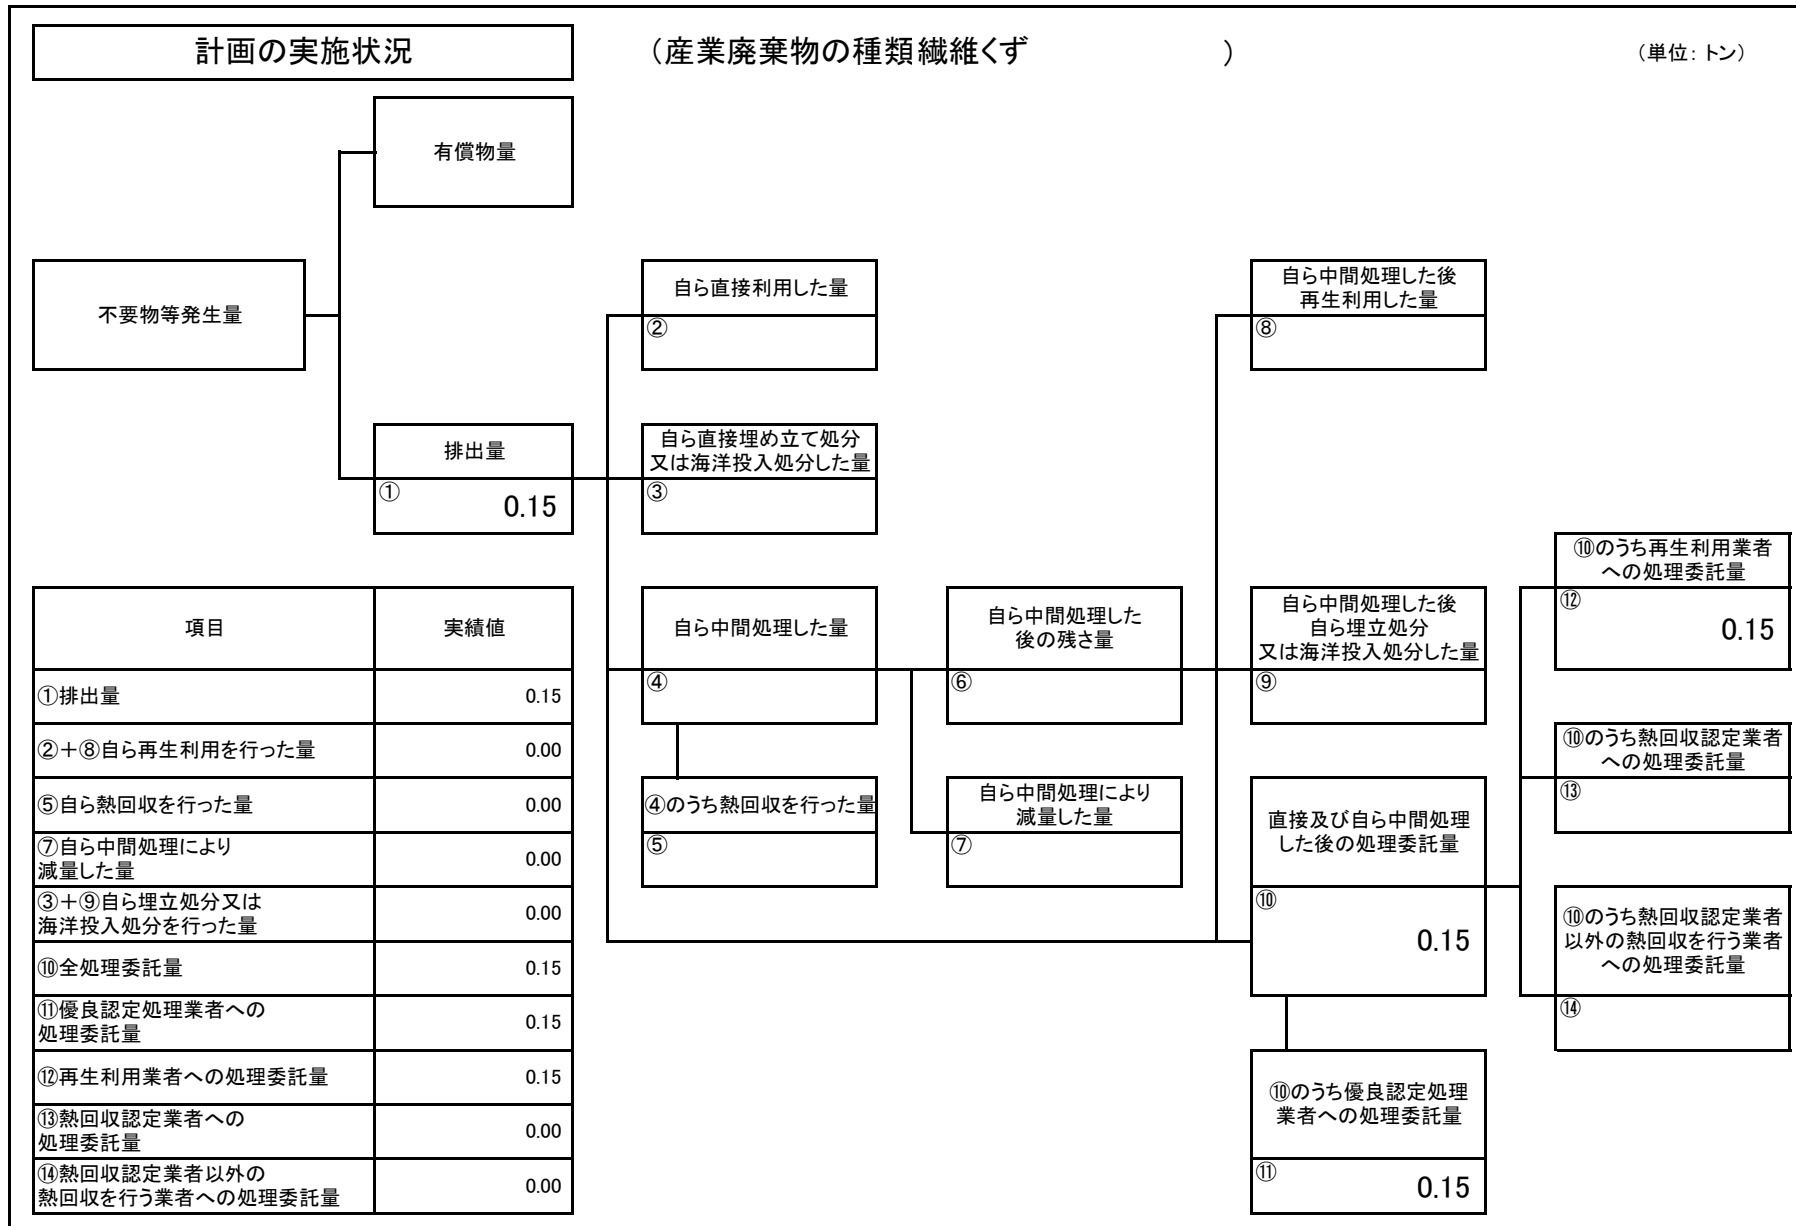 計画の実施状況
（産業廃棄物の種類繊維くず ）
（単位：トン）
有償物量
不要物等発生量
自ら直接利用した量
②
自ら中間処理した後
再生利用した量
⑧
排出量
①
0.15
自ら直接埋め立て処分
又は海洋投入処分した量
③
⑩のうち再生利用業者
への処理委託量
⑫
0.15
自ら中間処理した量
④
自ら中間処理した
後の残さ量
⑥
自ら中間処理した後
自ら埋立処分
又は海洋投入処分した量
⑨
⑩のうち熱回収認定業者
への処理委託量
⑬
④のうち熱回収を行った量
⑤
自ら中間処理により
減量した量
⑦
直接及び自ら中間処理
した後の処理委託量
⑩
0.15
⑩のうち熱回収認定業者
以外の熱回収を行う業者
への処理委託量
⑭
⑩のうち優良認定処理
業者への処理委託量
⑪
0.15
項目 実績値
①排出量 0.15
②＋⑧自ら再生利用を行った量 0.00
⑤自ら熱回収を行った量 0.00
⑦自ら中間処理により
減量した量 0.00
③＋⑨自ら埋立処分又は
海洋投入処分を行った量 0.00
⑩全処理委託量 0.15
⑪優良認定処理業者への
処理委託量 0.15
⑫再生利用業者への処理委託量 0.15
⑬熱回収認定業者への
処理委託量 0.00
⑭熱回収認定業者以外の
熱回収を行う業者への処理委託量 0.00